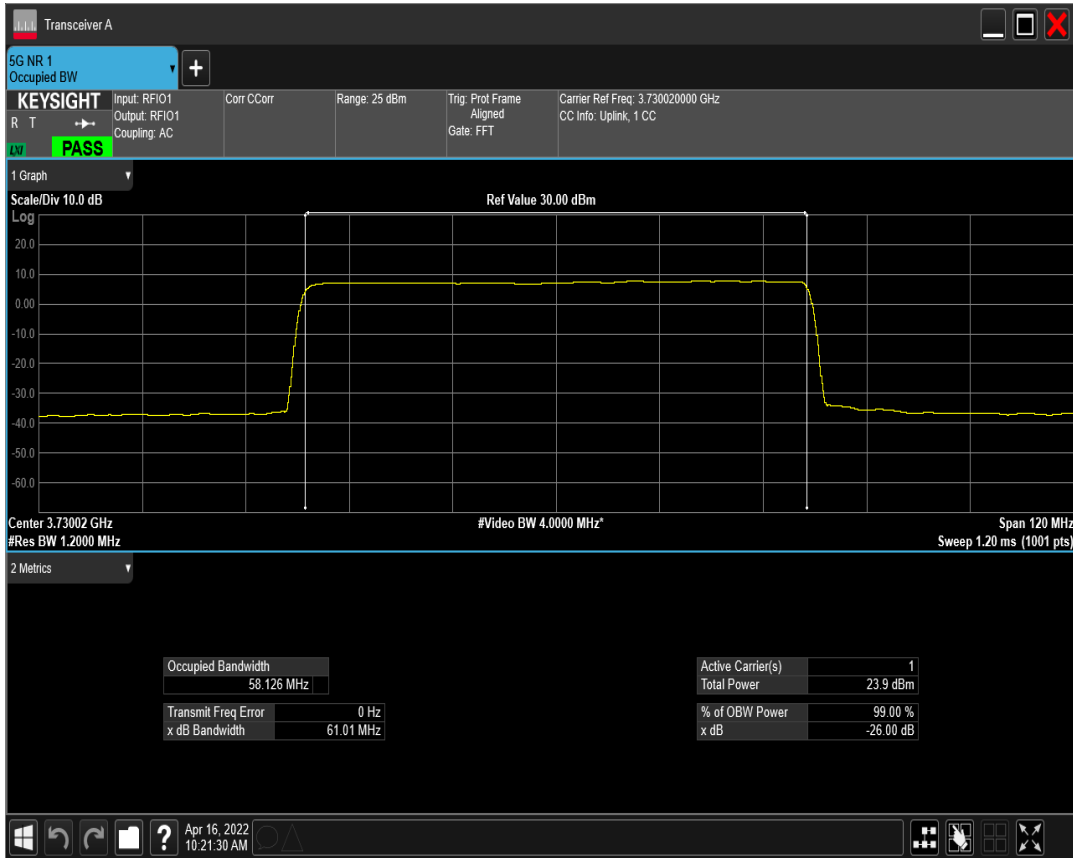 Transceiver A
5G NR 1
Occupied BW
KEYSIGHT
R T
LXI
PASS
Input: RFIO1
Output: RFIO1
Coupling: AC
Corr CCorr
Range: 25 dBm
Trig: Prot Frame
Aligned
Gate: FFT
Carrier Ref Freq: 3.730020000 GHz
CC Info: Uplink, 1 CC
1 Graph
Scale/Div 10.0 dB
Ref Value 30.00 dBm
Log
20.0
10.0
0.00
-10.0
-20.0
-30.0
-40.0
-50.0
-60.0
Center 3.73002 GHz
#Video BW 4.0000 MHz*
Span 120 MHz
#Res BW 1.2000 MHz
Sweep 1.20 ms (1001 pts)
2 Metrics
Occupied Bandwidth
58.126 MHz
Transmit Freq Error 0 Hz
x dB Bandwidth 61.01 MHz
Active Carrier(s) 1
Total Power 23.9 dBm
% of OBW Power 99.00 %
x dB -26.00 dB
?
Apr 16, 2022
10:21:30 AM